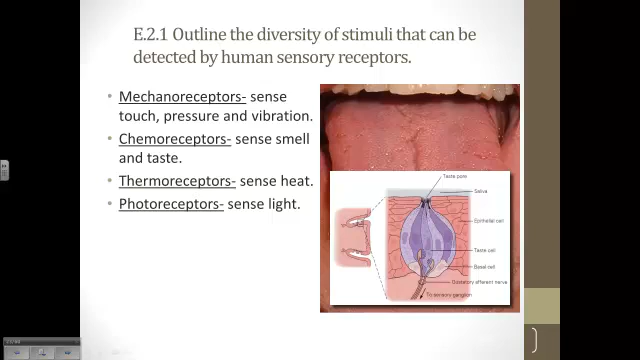 E.2.1 Outline the diversity of stimuli that can be
detected by human sensory receptors.
• Mechanoreceptors- sense
touch, pressure and vibration.
• Chemoreceptors- sense smell
and taste.
• Thermoreceptors- sense heat.
• Photoreceptors- sense light.
Taste pore
Saliva
Epithelial cell
Taste cell
Basal cell
Gustatory afferent nerve
To sensory ganglion